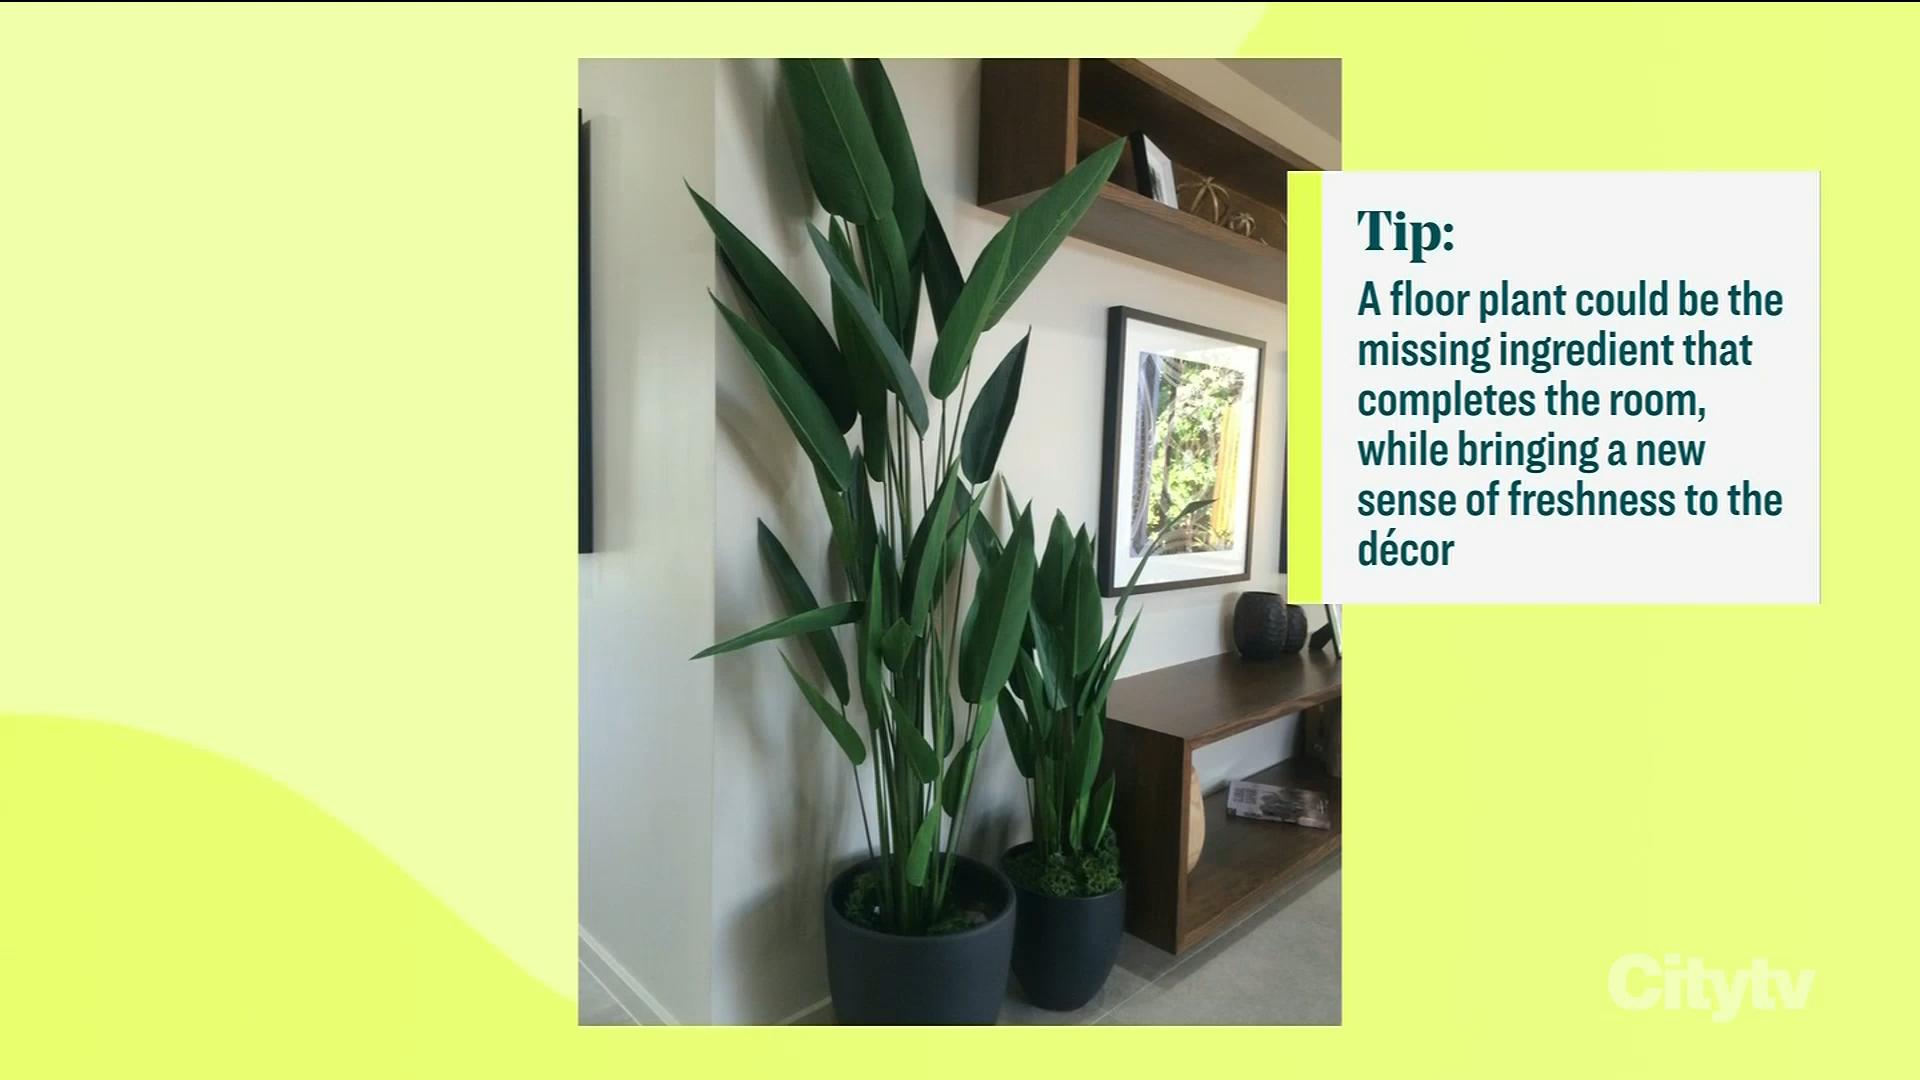 Tip:
A floor plant could be the
missing ingredient that
completes the room,
while bringing a new
sense of freshness to the
décor
Citytv